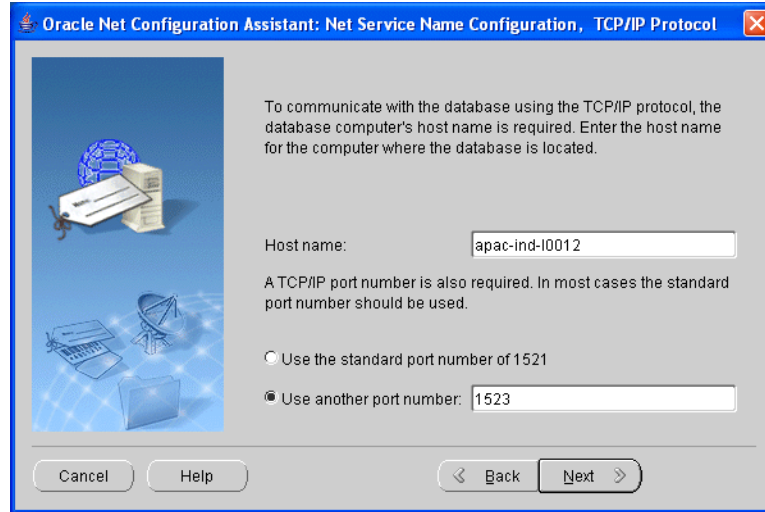 Oracle Net Configuration Assistant: Net Service Name Configuration, TCP/IP Protocol
To communicate with the database using the TCP/IP protocol, the
database computer's host name is required. Enter the host name
for the computer where the database is located.
Host name: apac-ind-l0012
A TCP/IP port number is also required. In most cases the standard
port number should be used.
Use the standard port number of 1521
Use another port number: 1523
Cancel Help Back Next